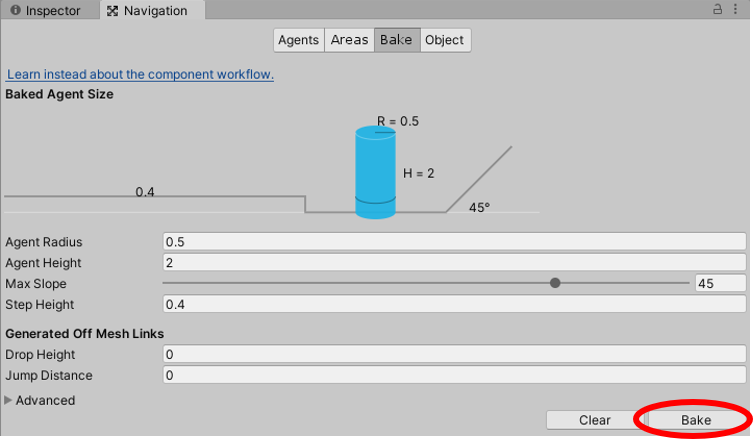 Inspector Navigation
Agents Areas Bake Object
Learn instead about the component workflow.
Baked Agent Size
R = 0.5
H = 2
0.4
45°
Agent Radius 0.5
Agent Height 2
Max Slope 45
Step Height 0.4
Generated Off Mesh Links
Drop Height 0
Jump Distance 0
Advanced
Clear Bake